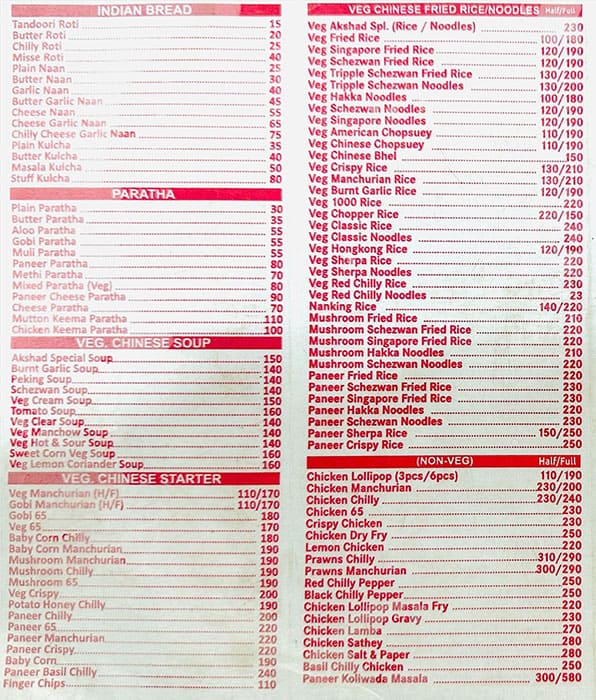 INDIAN BREAD
Tandoori Roti 15
Butter Roti 20
Chilly Roti 25
Misse Roti 40
Plain Naan 25
Butter Naan 30
Garlic Naan 40
Butter Garlic Naan 45
Cheese Naan 55
Cheese Garlic Naan 65
Chilly Cheese Garlic Naan 75
Plain Kulcha 35
Butter Kulcha 40
Masala Kulcha 50
Stuff Kulcha 80
PARATHA
Plain Paratha 30
Butter Paratha 35
Aloo Paratha 55
Gobi Paratha 55
Muli Paratha 55
Paneer Paratha 80
Methi Paratha 70
Mixed Paratha (Veg) 80
Paneer Cheese Paratha 90
Cheese Paratha 70
Mutton Keema Paratha 110
Chicken Keema Paratha 100
VEG. CHINESE SOUP
Akshad Special Soup 150
Burnt Garlic Soup 140
Peking Soup 140
Schezwan Soup 140
Veg Cream Soup 150
Tomato Soup 160
Veg Clear Soup 140
Veg Manchow Soup 140
Veg Hot & Sour Soup 140
Sweet Corn Veg Soup 160
Veg Lemon Coriander Soup 160
VEG. CHINESE STARTER
Veg Manchurian (H/F) 110/170
Gobi Manchurian (H/F) 110/170
Gobi 65 180
Veg 65 170
Baby Corn Chilly 180
Baby Corn Manchurian 190
Mushroom Manchurian 190
Mushroom Chilly 190
Mushroom 65 190
Veg Crispy 200
Potato Honey Chilly 190
Paneer Chilly 200
Paneer 65 220
Paneer Manchurian 220
Paneer Crispy 220
Baby Corn 190
Paneer Basil Chilly 240
Finger Chips 110
VEG CHINESE FRIED RICE/NOODLES Half/Full
Veg Akshad Spl. (Rice / Noodles) 230
Veg Fried Rice 100/180
Veg Singapore Fried Rice 120/190
Veg Schezwan Fried Rice 120/190
Veg Tripple Schezwan Fried Rice 130/200
Veg Tripple Schezwan Noodles 130/200
Veg Hakka Noodles 100/180
Veg Schezwan Noodles 120/190
Veg Singapore Noodles 120/190
Veg American Chopsuey 110/190
Veg Chinese Chopsuey 110/190
Veg Chinese Bhel 150
Veg Crispy Rice 130/210
Veg Manchurian Rice 130/210
Veg Burnt Garlic Rice 120/190
Veg 1000 Rice 220
Veg Chopper Rice 220/150
Veg Classic Rice 240
Veg Classic Noodles 240
Veg Hongkong Rice 120/190
Veg Sherpa Rice 220
Veg Sherpa Noodles 220
Veg Red Chilly Rice 230
Veg Red Chilly Noodles 23
Nanking Rice 140/220
Mushroom Fried Rice 210
Mushroom Schezwan Fried Rice 220
Mushroom Singapore Fried Rice 220
Mushroom Hakka Noodles 210
Mushroom Schezwan Noodles 220
Paneer Fried Rice 220
Paneer Schezwan Fried Rice 230
Paneer Singapore Fried Rice 230
Paneer Hakka Noodles 220
Paneer Schezwan Noodles 230
Paneer Sherpa Rice 150/250
Paneer Crispy Rice 250
(NON-VEG) Half/Full
Chicken Lollipop (3pcs/6pcs) 110/190
Chicken Manchurian 230/200
Chicken Chilly 230/240
Chicken 65 230
Crispy Chicken 230
Chicken Dry Fry 250
Lemon Chicken 250
Prawns Chilly 310/290
Prawns Manchurian 300/290
Red Chilly Pepper 250
Black Chilly Pepper 250
Chicken Lollipop Masala Fry 220
Chicken Lollipop Gravy 230
Chicken Lamba 270
Chicken Sathey 280
Chicken Salt & Paper 280
Basil Chilly Chicken 250
Paneer Koliwada Masala 300/580